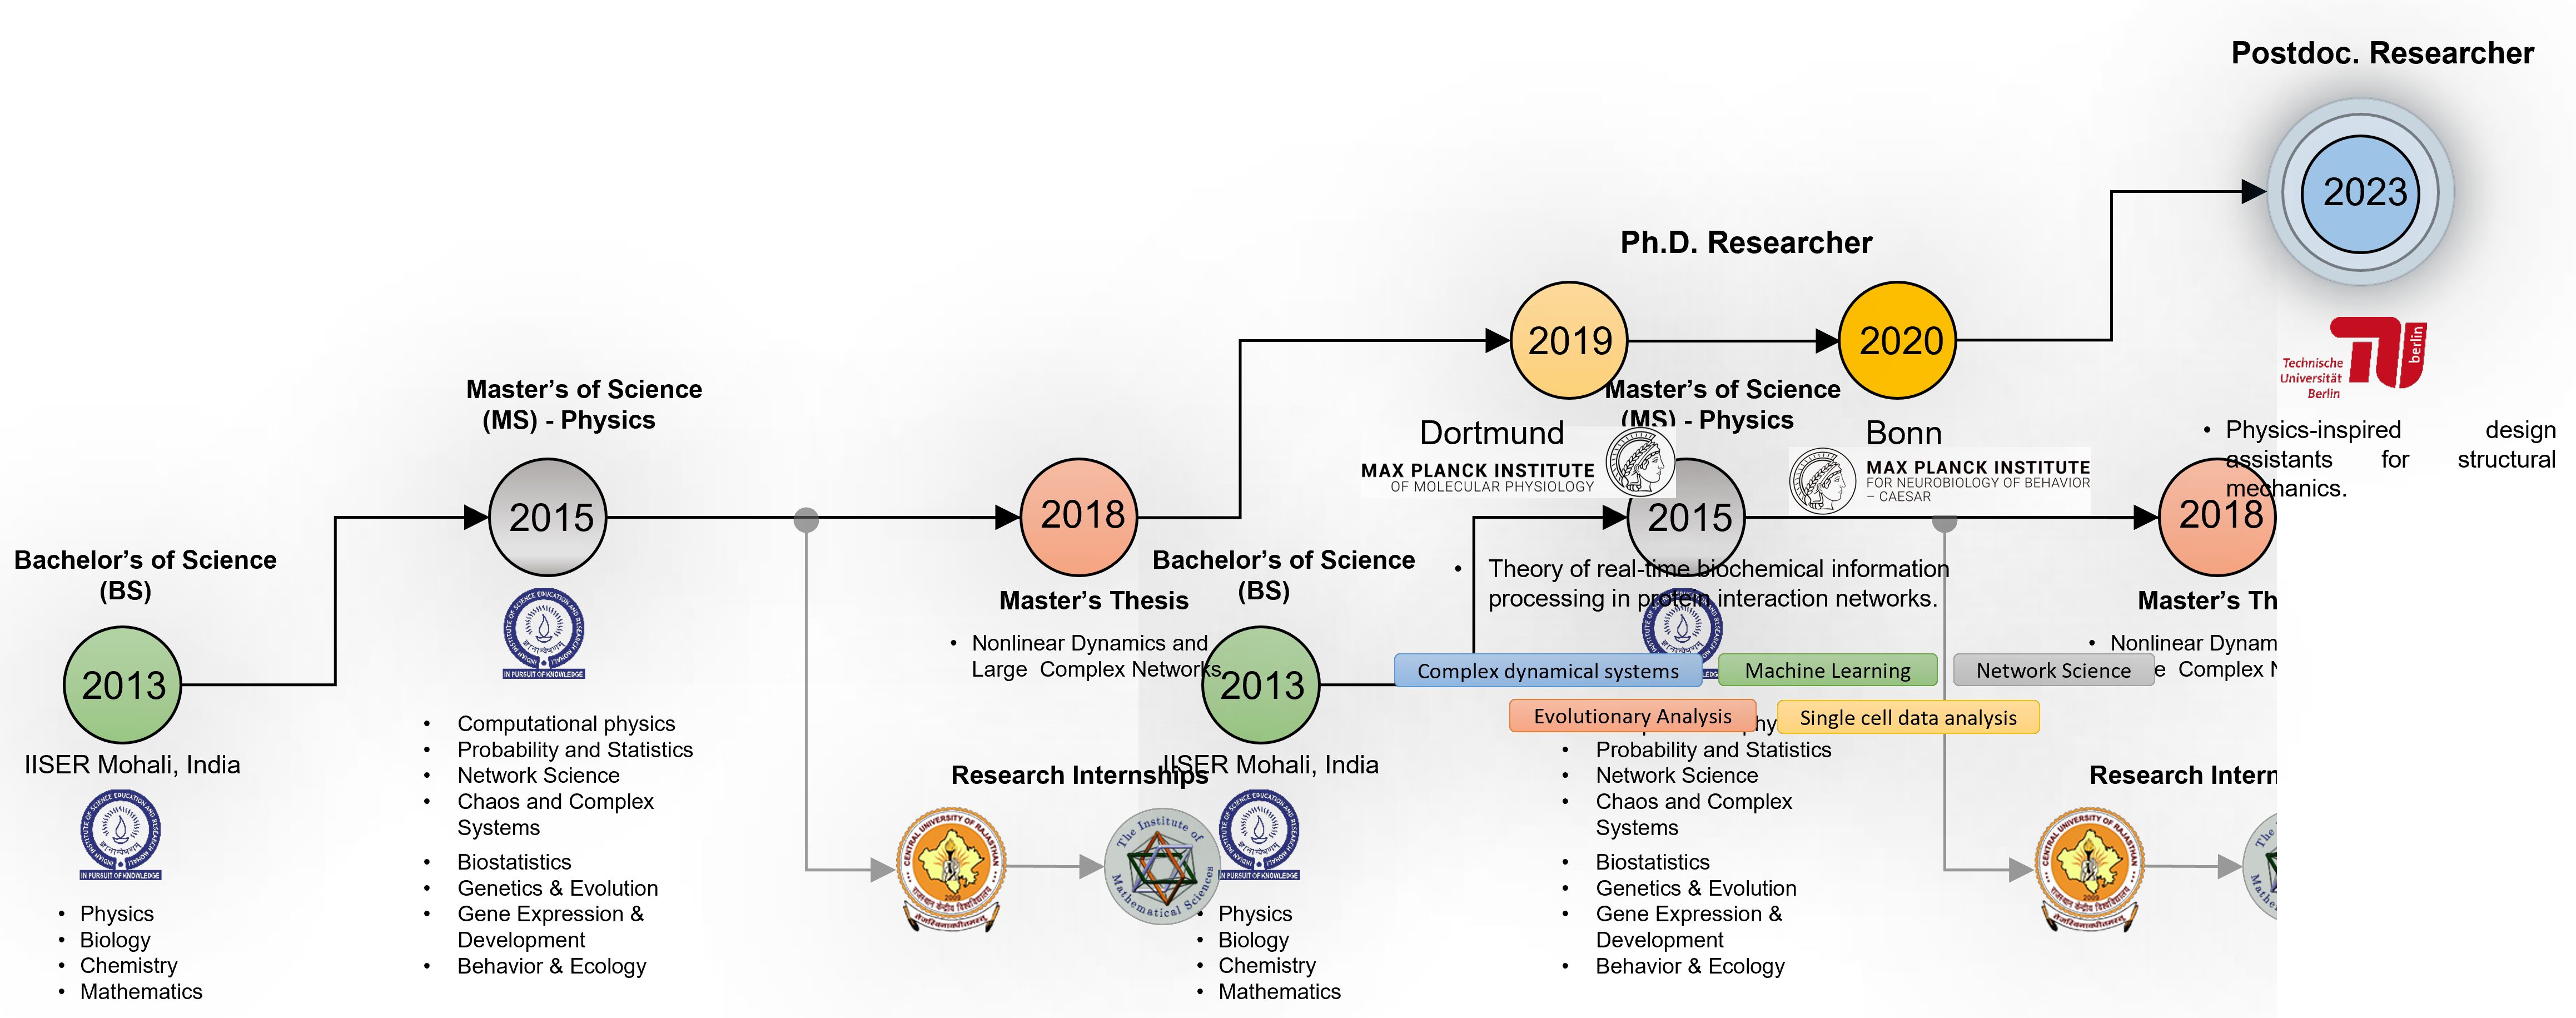 Postdoc. Researcher
2023
Technische
Universität
Berlin
berlin
Physics-inspired design
assistants for structural
mechanics.
Ph.D. Researcher
2019
2020
Dortmund
MAX PLANCK INSTITUTE
OF MOLECULAR PHYSIOLOGY
Bonn
MAX PLANCK INSTITUTE
FOR NEUROBIOLOGY OF BEHAVIOR
– CAESAR
Theory of real-time biochemical information
processing in protein interaction networks.
Complex dynamical systems
Machine Learning
Network Science
Evolutionary Analysis
Single cell data analysis
Master's of Science
(MS) - Physics
2015
IN PURSUIT OF KNOWLEDGE
• Computational physics
• Probability and Statistics
• Network Science
• Chaos and Complex
Systems
• Biostatistics
• Genetics & Evolution
• Gene Expression &
Development
• Behavior & Ecology
2018
Master's Thesis
• Nonlinear Dynamics and
Large Complex Networks
Bachelor's of Science
(BS)
2013
IISER Mohali, India
IN PURSUIT OF KNOWLEDGE
• Physics
• Biology
• Chemistry
• Mathematics
Research Internships
CENTRAL UNIVERSITY OF RAJASTHAN
2009
The Institute of
Mathematical Sciences
Bachelor's of Science
(BS)
2013
IISER Mohali, India
IN PURSUIT OF KNOWLEDGE
• Physics
• Biology
• Chemistry
• Mathematics
Master's of Science
(MS) - Physics
2015
• Probability and Statistics
• Network Science
• Chaos and Complex
Systems
• Biostatistics
• Genetics & Evolution
• Gene Expression &
Development
• Behavior & Ecology
2018
Master's Th
• Nonlinear Dynam
e Complex N
Research Intern
CENTRAL UNIVERSITY OF RAJASTHAN
2009